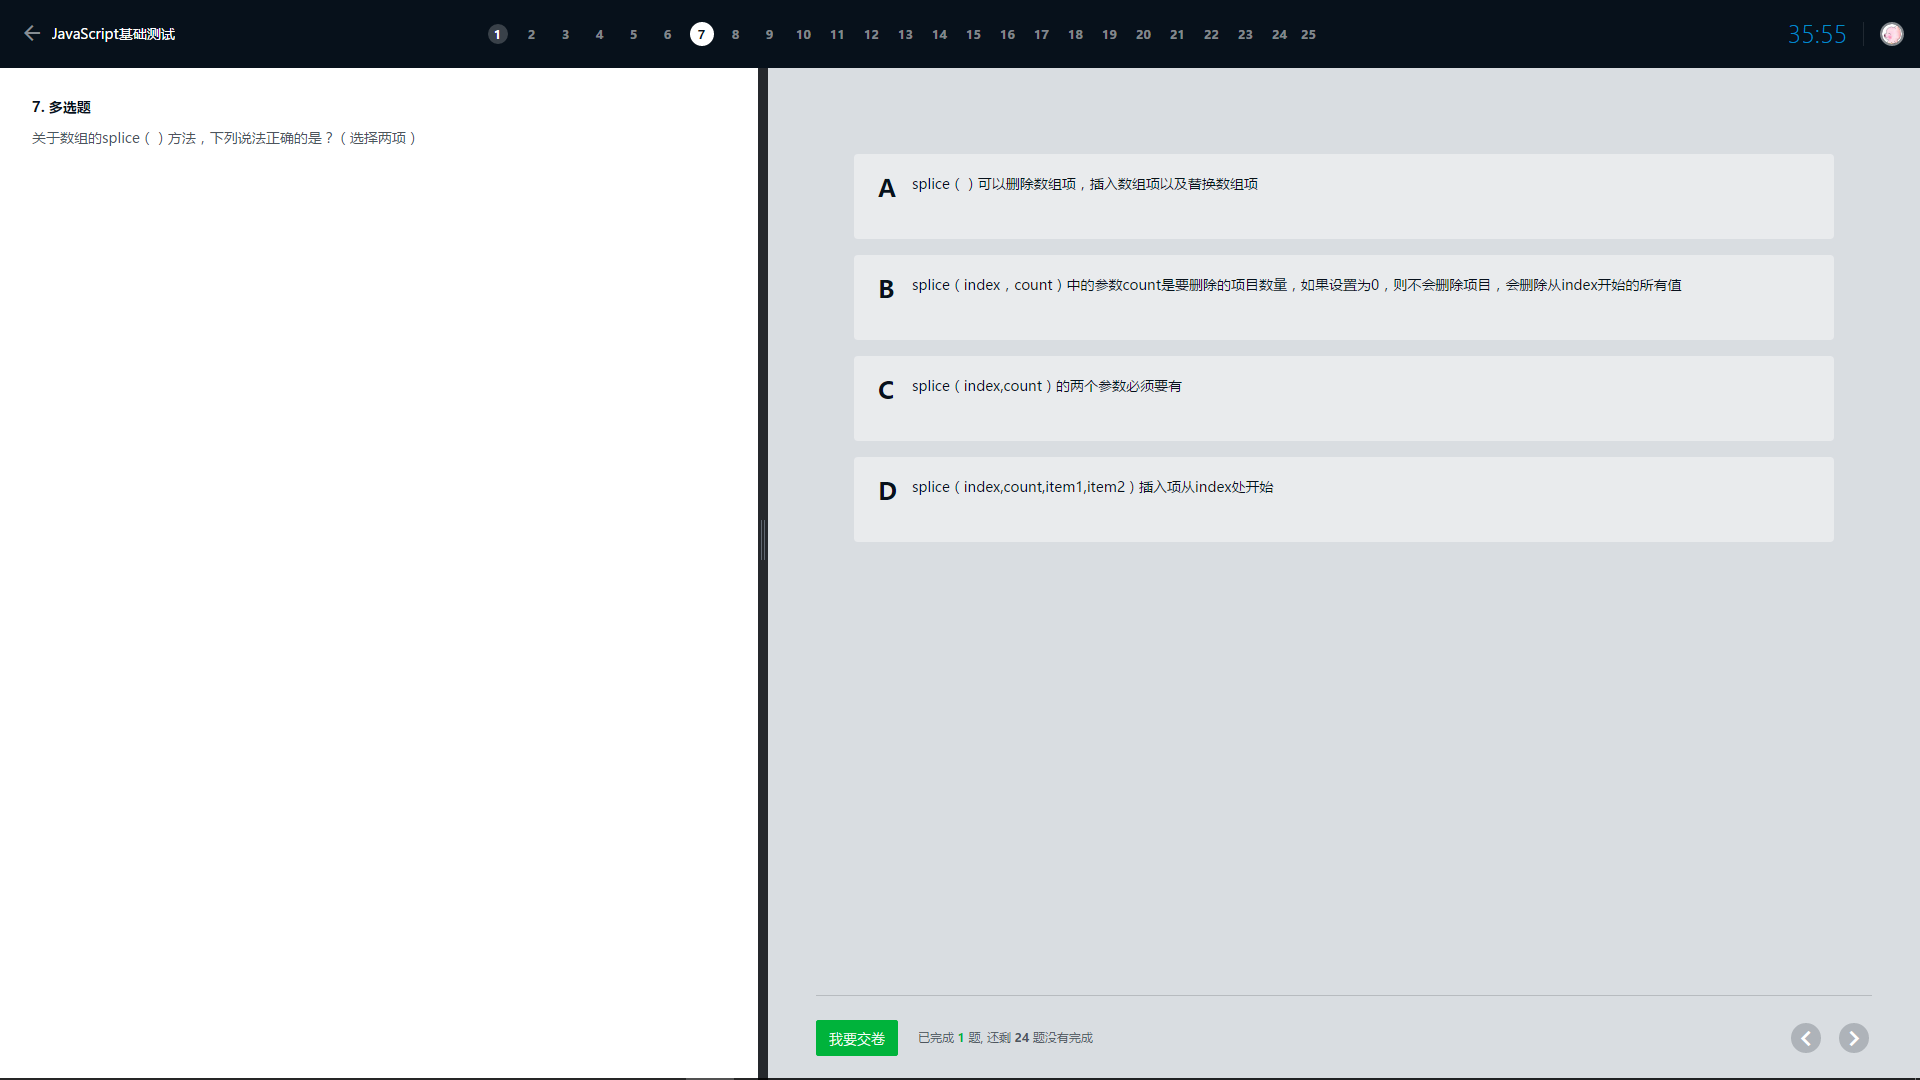 JavaScript基础测试
1 2 3 4 5 6 7 8 9 10 11 12 13 14 15 16 17 18 19 20 21 22 23 24 25
35:55
7. 多选题
关于数组的splice（ ）方法，下列说法正确的是？( 选择两项 )
A splice（ ）可以删除数组项，插入数组项以及替换数组项
B splice（index，count）中的参数count是要删除的项目数量，如果设置为0，则不会删除项目，会删除从index开始的所有值
C splice（index,count）的两个参数必须要有
D splice（index,count,item1,item2）插入项从index处开始
我要交卷
已完成 1 题, 还剩 24 题没有完成